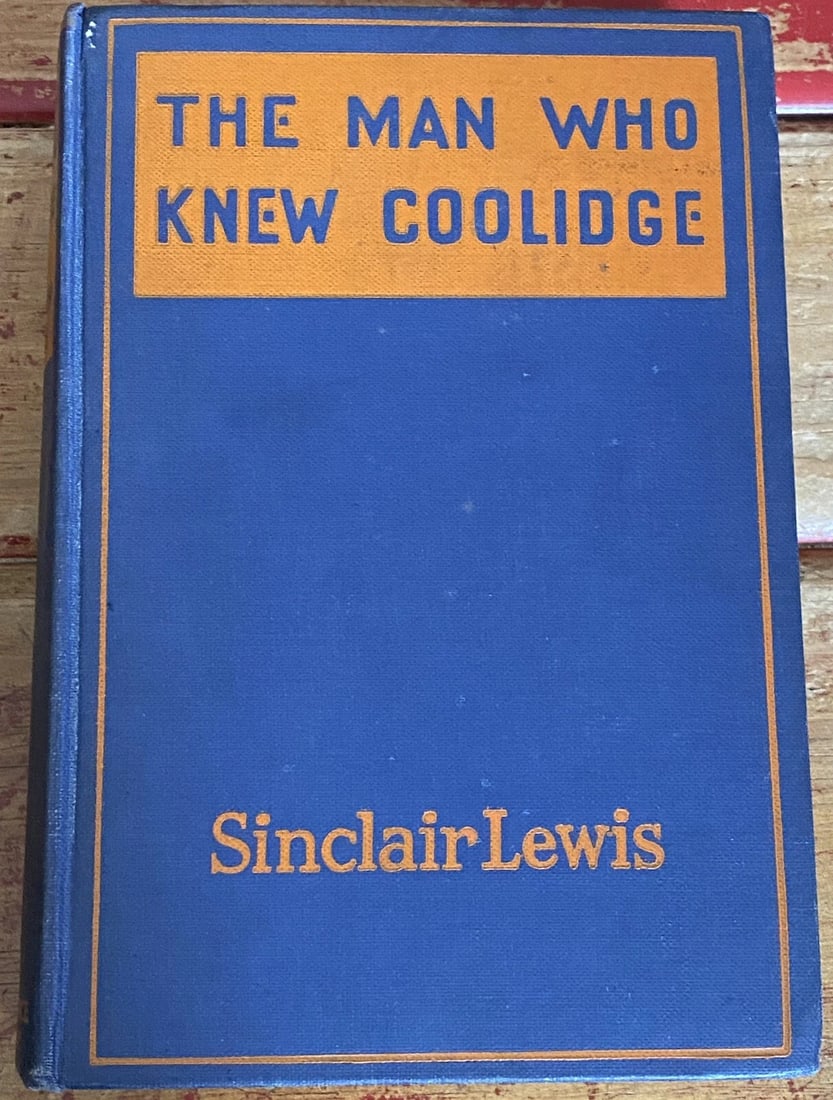 THE MAN WHO
KNEW COOLIDGE
Sinclair Lewis